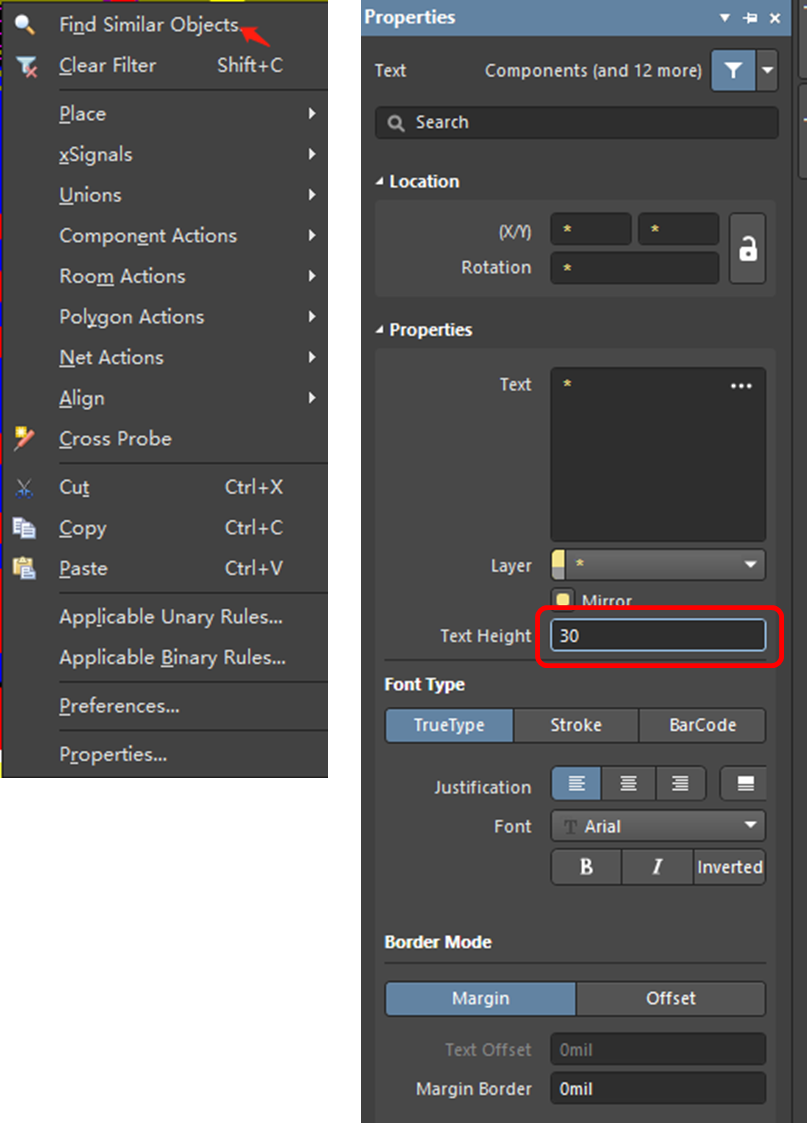 Find Similar Objects.
Clear Filter Shift+C
Place
xSignals
Unions
Component Actions
Room Actions
Polygon Actions
Net Actions
Align
Cross Probe
Cut Ctrl+X
Copy Ctrl+C
Paste Ctrl+V
Applicable Unary Rules...
Applicable Binary Rules...
Preferences...
Properties...
Properties
Text Components (and 12 more)
Search
Location
(X/Y) * *
Rotation *
Properties
Text * ...
Layer *
Mirror
Text Height 30
Font Type
TrueType Stroke BarCode
Justification
Font T Arial
B I Inverted
Border Mode
Margin Offset
Text Offset 0mil
Margin Border 0mil